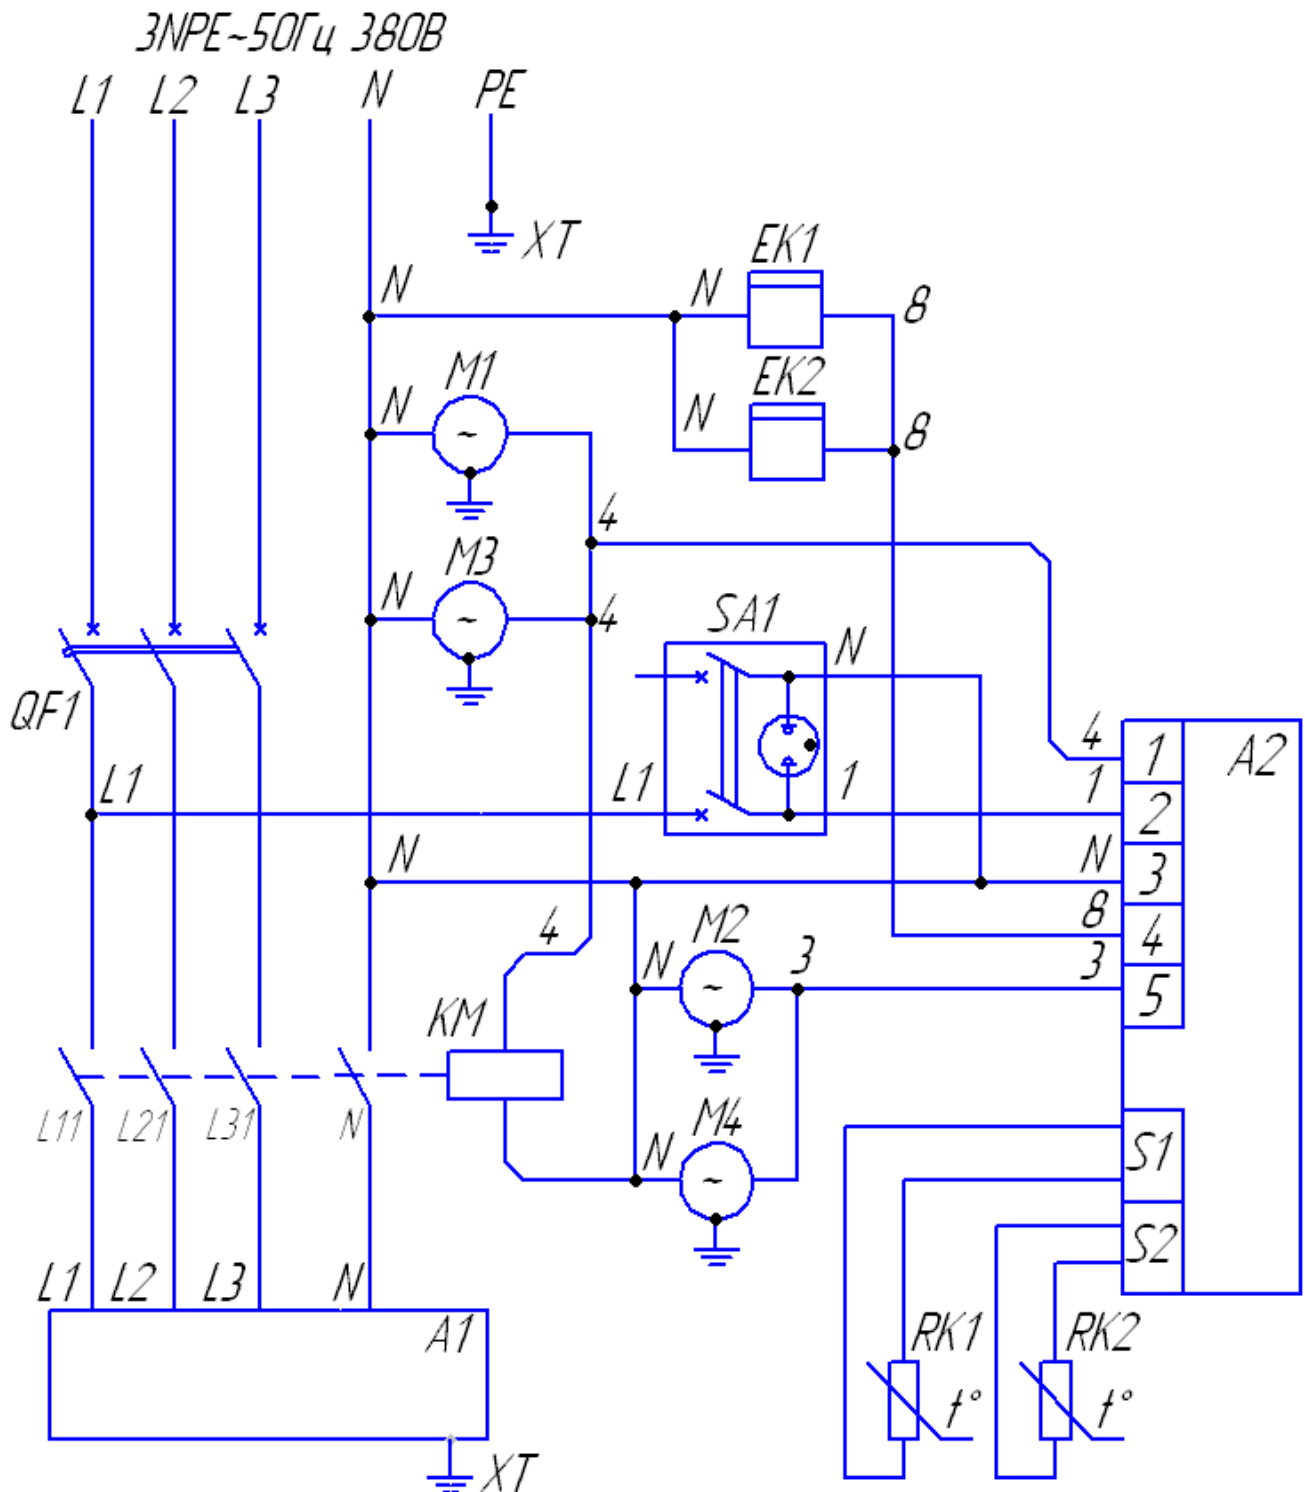 3NPE~50Гц 380В
L1 L2 L3 N PE
XT
EK1
N N 8
M1 EK2
N N 8
4
M3
N 4
SA1
N
QF1
4 1 A2
L1 L1 1 1
2
N N 3
8
4 M2 4
N 3 3
~ 5
KM
L11 L21 L31 N
M4
N S1
~
S2
L1 L2 L3 N
A1 RK1 RK2
t° t°
XT